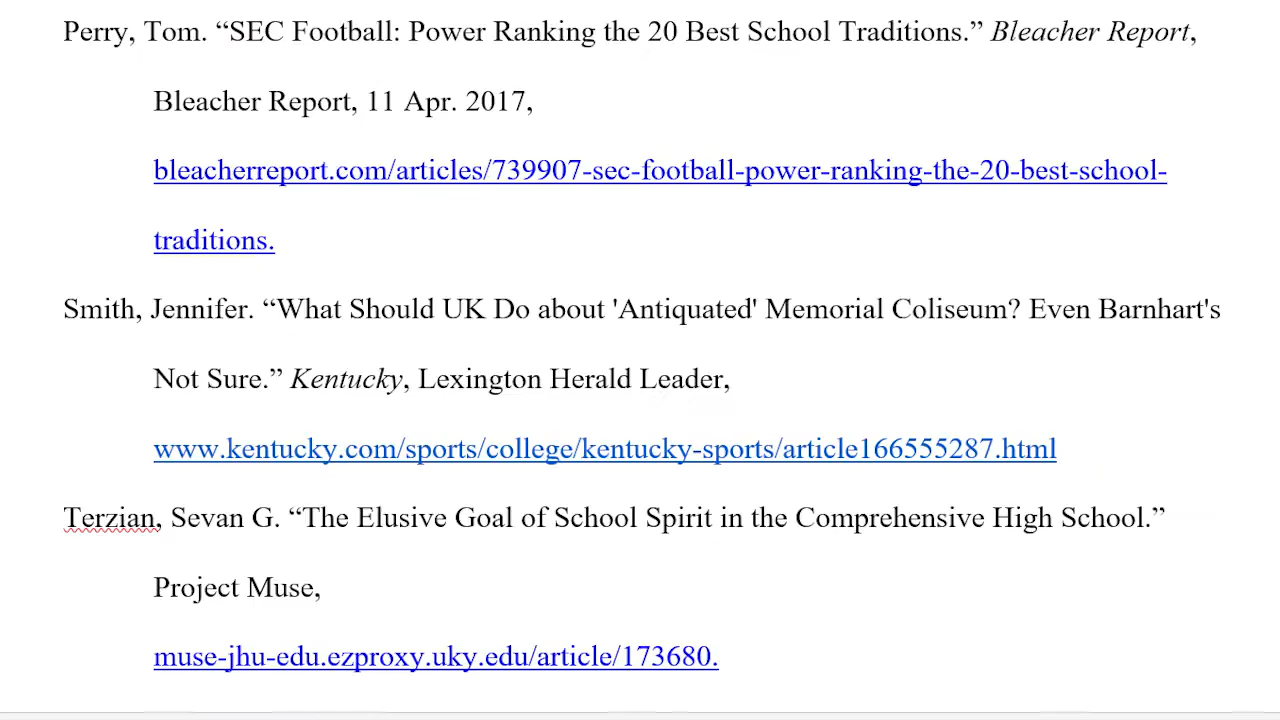 Perry, Tom. “SEC Football: Power Ranking the 20 Best School Traditions.” Bleacher Report,
Bleacher Report, 11 Apr. 2017,
bleacherreport.com/articles/739907-sec-football-power-ranking-the-20-best-school-
traditions.
Smith, Jennifer. “What Should UK Do about 'Antiquated' Memorial Coliseum? Even Barnhart's
Not Sure.” Kentucky, Lexington Herald Leader,
www.kentucky.com/sports/college/kentucky-sports/article166555287.html
Terzian, Sevan G. “The Elusive Goal of School Spirit in the Comprehensive High School.”
Project Muse,
muse-jhu-edu.ezproxy.uky.edu/article/173680.